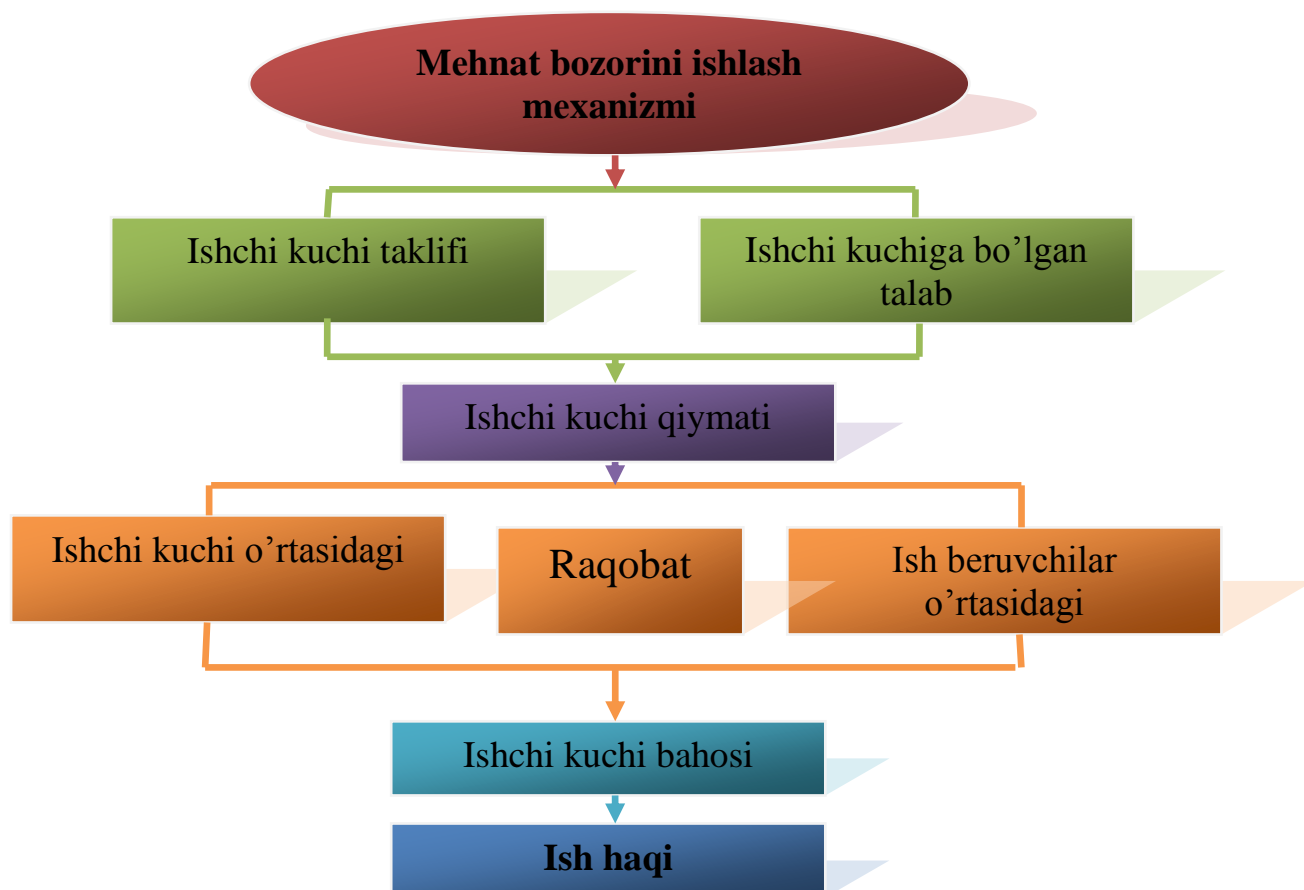 Mehnat bozorini ishlash
mexanizmi
Ishchi kuchi taklifi
Ishchi kuchiga bo’lgan
talab
Ishchi kuchi qiymati
Ishchi kuchi o’rtasidagi
Raqobat
Ish beruvchilar
o’rtasidagi
Ishchi kuchi bahosi
Ish haqi